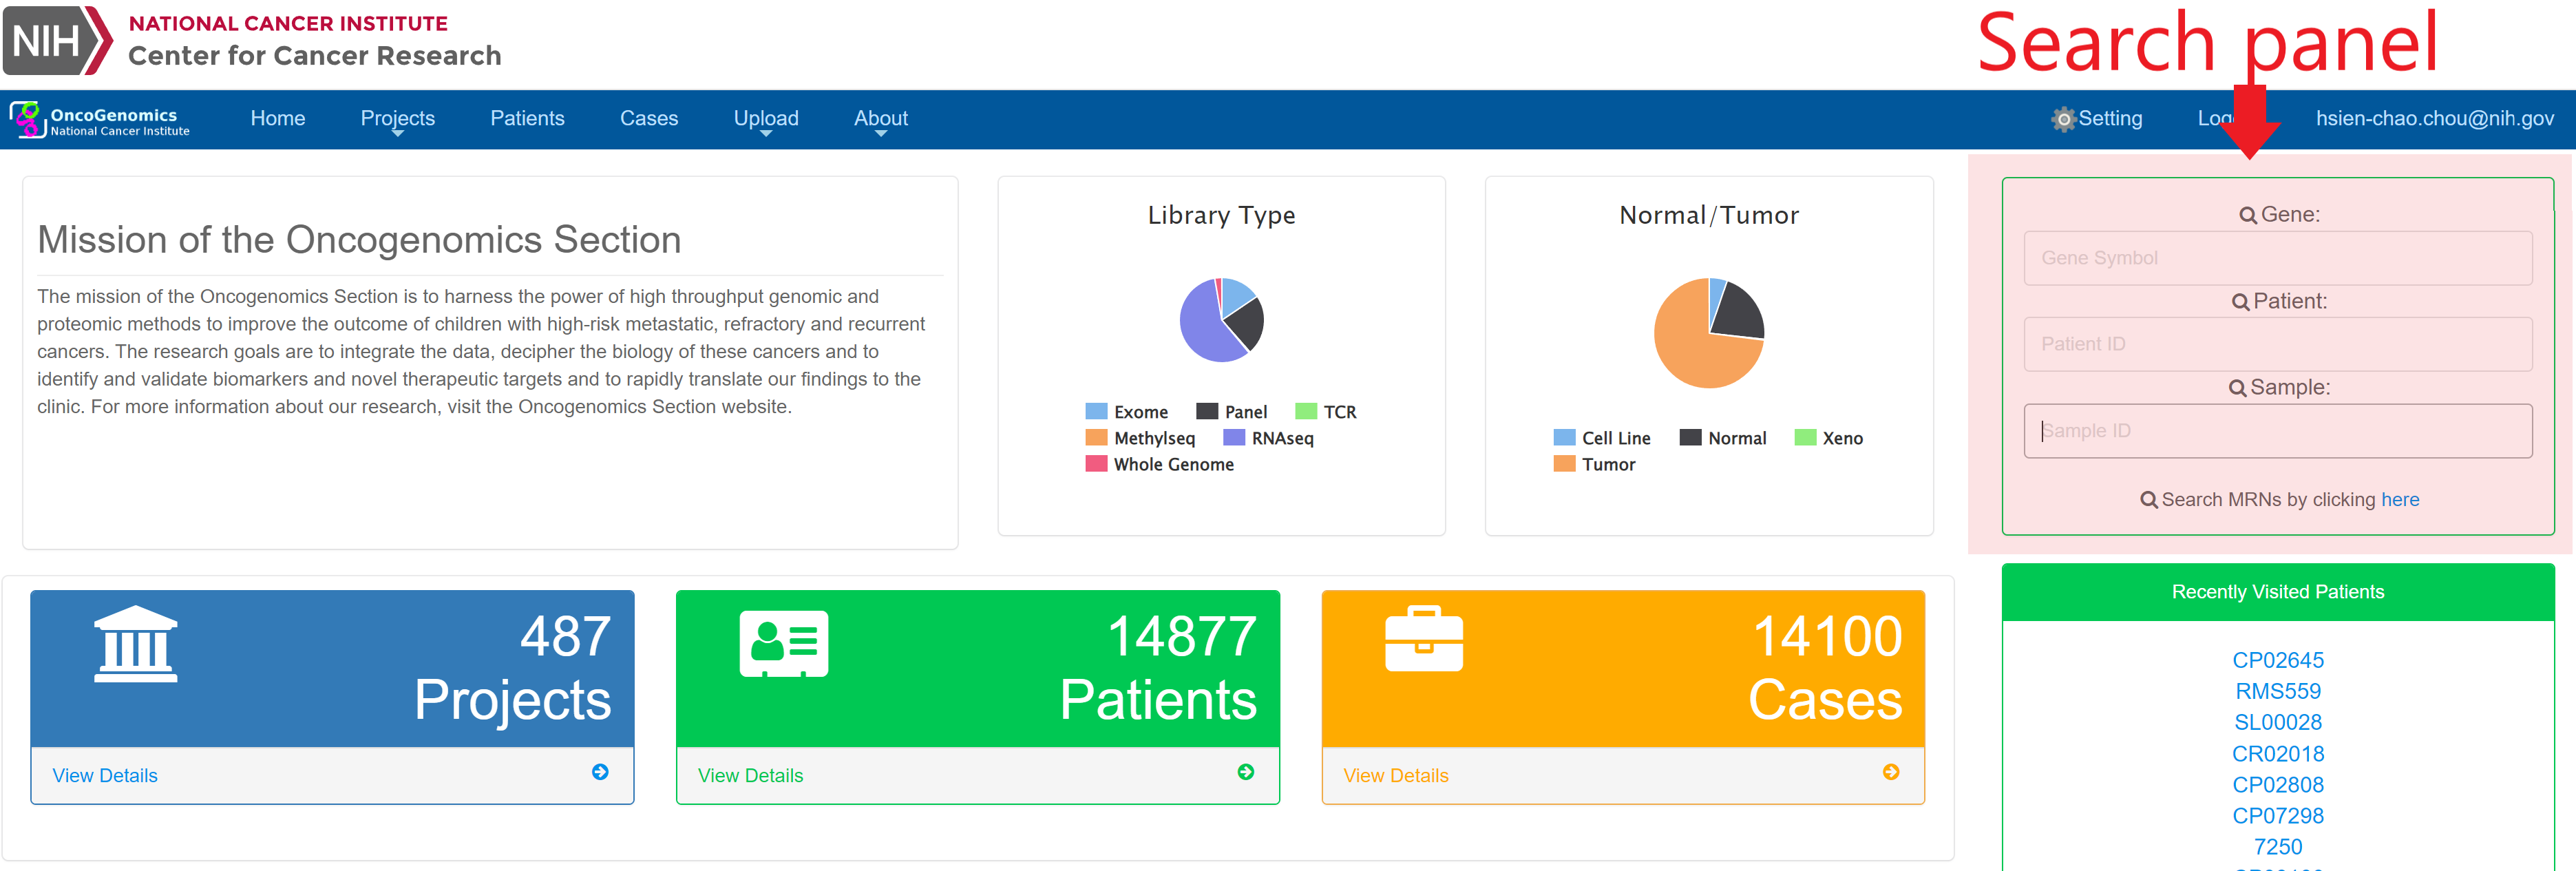 NIH
NATIONAL CANCER INSTITUTE
Center for Cancer Research
Search panel
OncoGenomics
National Cancer Institute
Home
Projects
Patients
Cases
Upload
About
Setting
hsien-chao.chou@nih.gov
Mission of the Oncogenomics Section
The mission of the Oncogenomics Section is to harness the power of high throughput genomic and
proteomic methods to improve the outcome of children with high-risk metastatic, refractory and recurrent
cancers. The research goals are to integrate the data, decipher the biology of these cancers and to
identify and validate biomarkers and novel therapeutic targets and to rapidly translate our findings to the
clinic. For more information about our research, visit the Oncogenomics Section website.
Library Type
Exome Panel TCR
Methylseq RNAseq
Whole Genome
Normal/Tumor
Cell Line Normal Xeno
Tumor
Gene:
Gene Symbol
Patient:
Patient ID
Sample:
Sample ID
Search MRNs by clicking here
487
Projects
View Details
14877
Patients
View Details
14100
Cases
View Details
Recently Visited Patients
CP02645
RMS559
SL00028
CR02018
CP02808
CP07298
7250